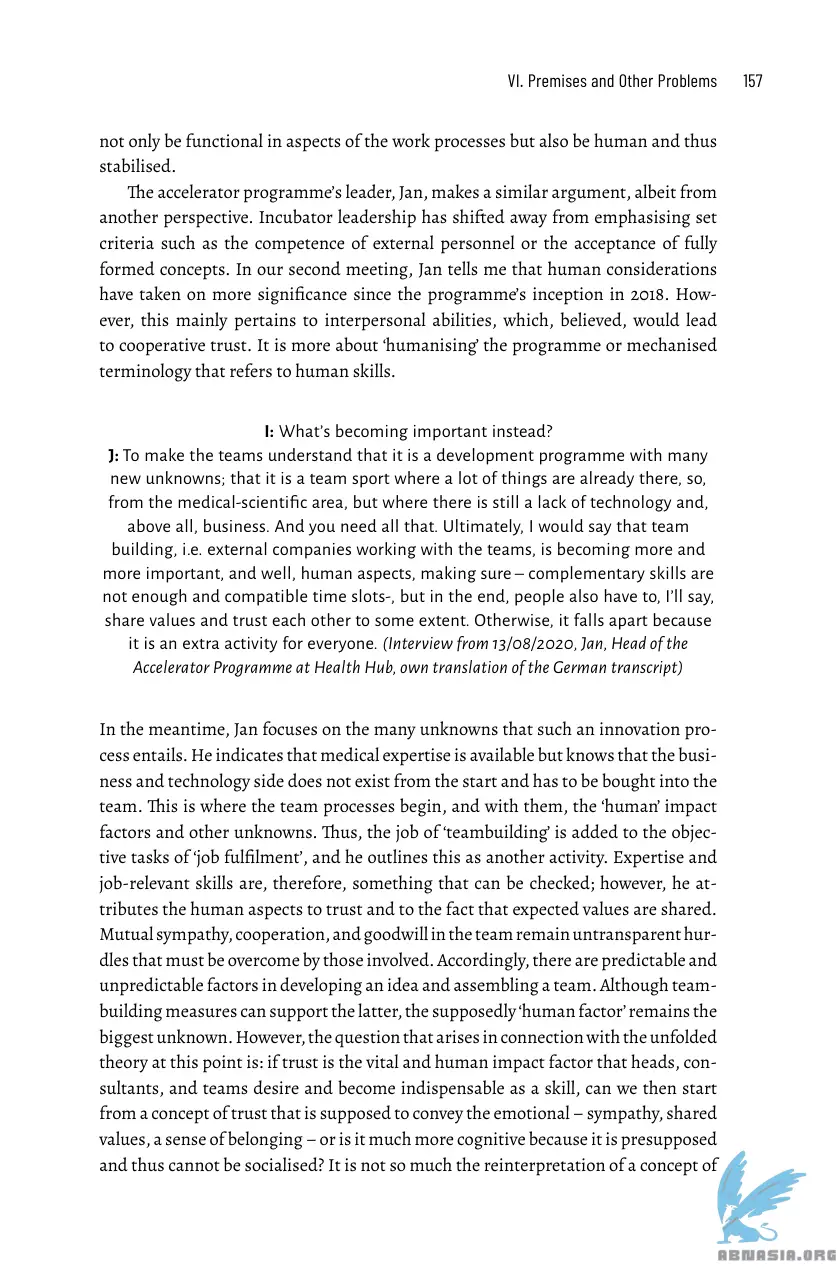 VI. Premises and Other Problems 157
not only be functional in aspects of the work processes but also be human and thus
stabilised.
The accelerator programme’s leader, Jan, makes a similar argument, albeit from
another perspective. Incubator leadership has shifted away from emphasising set
criteria such as the competence of external personnel or the acceptance of fully
formed concepts. In our second meeting, Jan tells me that human considerations
have taken on more significance since the programme’s inception in 2018. How-
ever, this mainly pertains to interpersonal abilities, which, believed, would lead
to cooperative trust. It is more about ‘humanising’ the programme or mechanised
terminology that refers to human skills.
I: What’s becoming important instead?
J: To make the teams understand that it is a development programme with many
new unknowns; that it is a team sport where a lot of things are already there, so,
from the medical-scientific area, but where there is still a lack of technology and,
above all, business. And you need all that. Ultimately, I would say that team
building, i.e. external companies working with the teams, is becoming more and
more important, and well, human aspects, making sure – complementary skills are
not enough and compatible time slots-, but in the end, people also have to, I’ll say,
share values and trust each other to some extent. Otherwise, it falls apart because
it is an extra activity for everyone. (Interview from 13/08/2020, Jan, Head of the
Accelerator Programme at Health Hub, own translation of the German transcript)
In the meantime, Jan focuses on the many unknowns that such an innovation pro-
cess entails. He indicates that medical expertise is available but knows that the busi-
ness and technology side does not exist from the start and has to be bought into the
team. This is where the team processes begin, and with them, the ‘human’ impact
factors and other unknowns. Thus, the job of ‘teambuilding’ is added to the objec-
tive tasks of ‘job fulfilment’, and he outlines this as another activity. Expertise and
job-relevant skills are, therefore, something that can be checked; however, he at-
tributes the human aspects to trust and to the fact that expected values are shared.
Mutual sympathy, cooperation, and goodwill in the team remain untransparent hur-
dles that must be overcome by those involved. Accordingly, there are predictable and
unpredictable factors in developing an idea and assembling a team. Although team-
building measures can support the latter, the supposedly ‘human factor’ remains the
biggest unknown. However, the question that arises in connection with the unfolded
theory at this point is: if trust is the vital and human impact factor that heads, con-
sultants, and teams desire and become indispensable as a skill, can we then start
from a concept of trust that is supposed to convey the emotional – sympathy, shared
values, a sense of belonging – or is it much more cognitive because it is presupposed
and thus cannot be socialised? It is not so much the reinterpretation of a concept of
ABNASIA.ORG